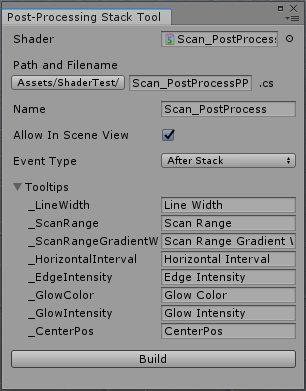 Post-Processing Stack Tool
Shader Scan_PostProcess
Path and Filename
Assets/ShaderTest/ Scan_PostProcessPP .cs
Name Scan_PostProcess
Allow In Scene View
Event Type After Stack
Tooltips
_LineWidth Line Width
_ScanRange Scan Range
_ScanRangeGradientW Scan Range Gradient W
_HorizontalInterval Horizontal Interval
_EdgeIntensity Edge Intensity
_GlowColor Glow Color
_GlowIntensity Glow Intensity
_CenterPos CenterPos
Build